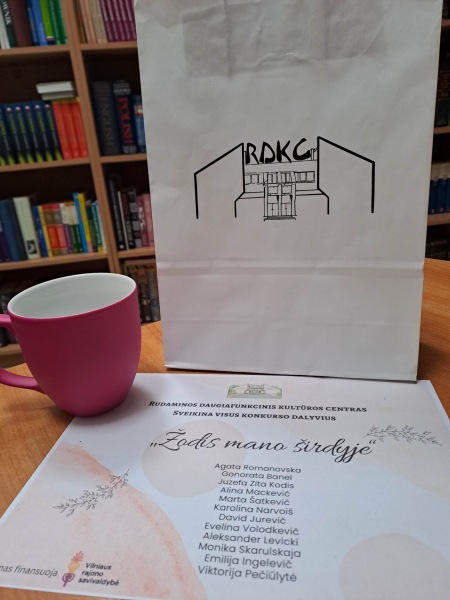 RDKC
RUDAMINOS DAUGIAFUNKCINIS KULTŪROS CENTRAS
SVEIKINA VISUS KONKURSO DALYVIUS
„Žodis mano širdyje“
Agata Romanovska
Gonorata Banel
Juzefa Zita Kodis
Alina Mackevič
Marta Šatkevič
Karolina Narvoiš
David Jurevič
Evelina Volodkevič
Aleksander Levicki
Monika Skarulskaja
Emilija Ingelevič
Viktorija Pečiūlytė
finansuoja
Vilniaus
rajono
savivaldybė